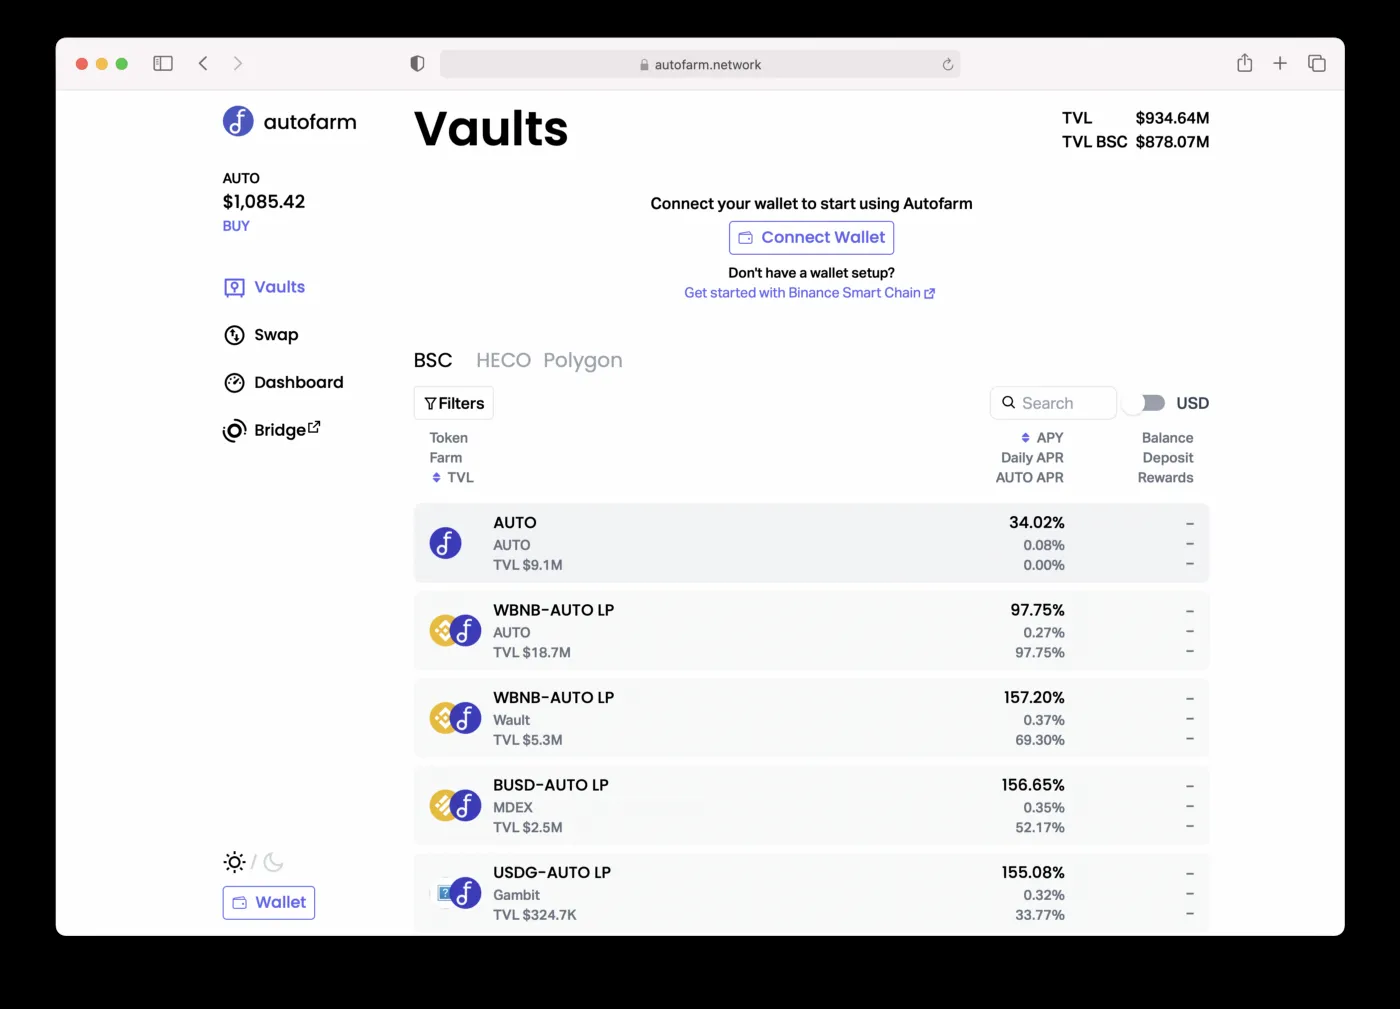 autofarm.network
autofarm
AUTO
$1,085.42
BUY
Vaults
Swap
Dashboard
Bridge
Wallet
Vaults
TVL $934.64M
TVL BSC $878.07M
Connect your wallet to start using Autofarm
Connect Wallet
Don't have a wallet setup?
Get started with Binance Smart Chain
BSC HECO Polygon
Filters
Search
USD
Token
Farm
TVL
APY
Daily APR
AUTO APR
Balance
Deposit
Rewards
AUTO 34.02% –
AUTO 0.08% –
TVL $9.1M 0.00% –
WBNB-AUTO LP 97.75% –
AUTO 0.27% –
TVL $18.7M 97.75% –
WBNB-AUTO LP 157.20% –
Wault 0.37% –
TVL $5.3M 69.30% –
BUSD-AUTO LP 156.65% –
MDEX 0.35% –
TVL $2.5M 52.17% –
USDG-AUTO LP 155.08% –
Gambit 0.32% –
TVL $324.7K 33.77% –